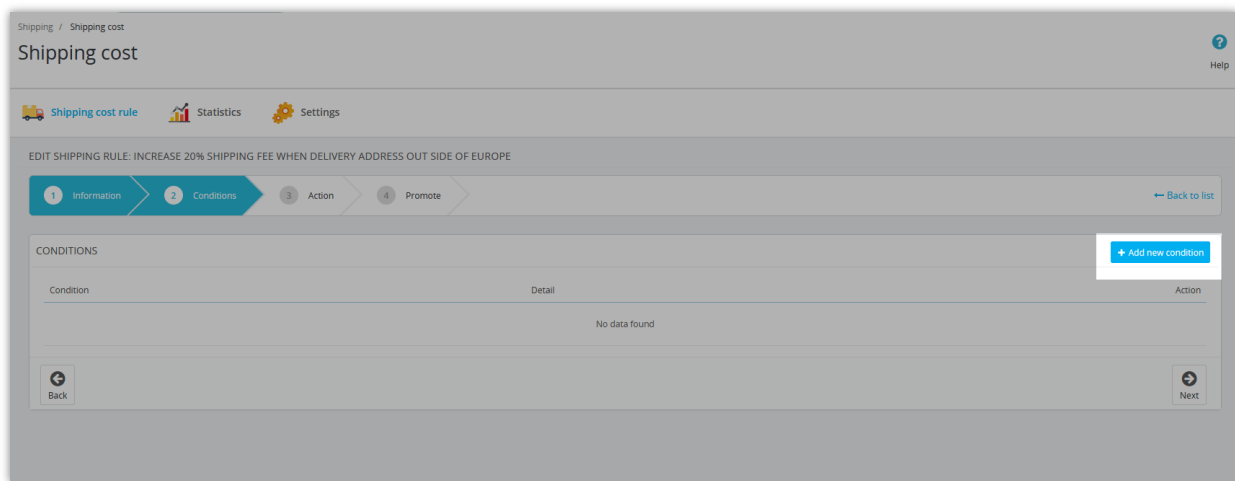 Shipping / Shipping cost
Shipping cost
Help
Shipping cost rule Statistics Settings
EDIT SHIPPING RULE: INCREASE 20% SHIPPING FEE WHEN DELIVERY ADDRESS OUT SIDE OF EUROPE
1 Information 2 Conditions 3 Action 4 Promote Back to list
CONDITIONS Add new condition
Condition Detail Action
No data found
Back Next